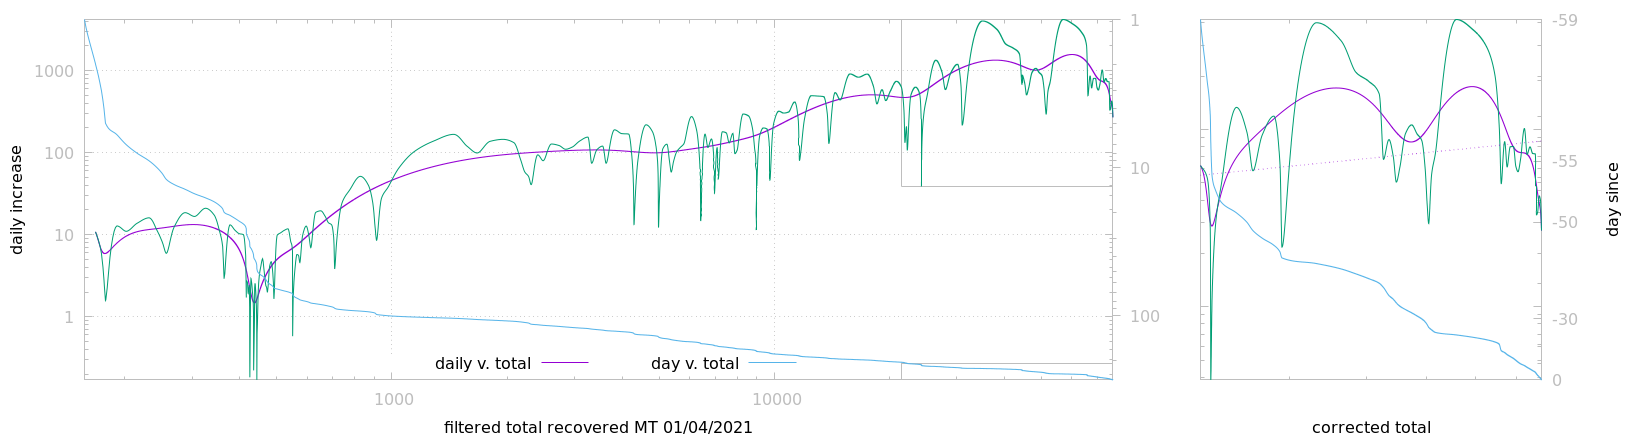 daily increase
1000
100
10
1
1000
10000
filtered total recovered MT 01/04/2021
daily v. total
day v. total
1
10
100
corrected total
-59
-55
-50
-30
0
day since